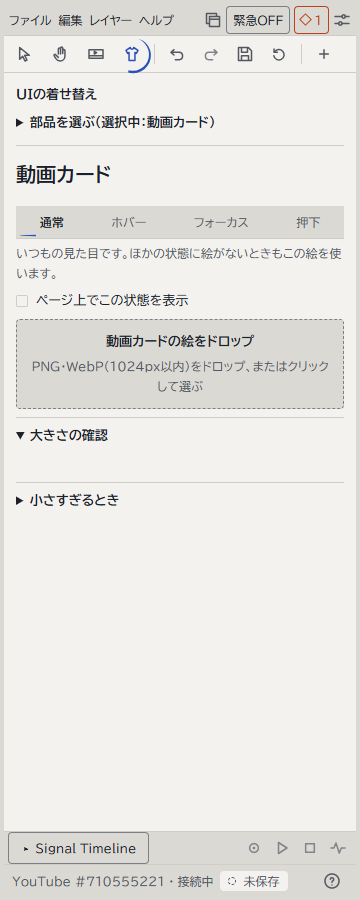 ファイル 編集 レイヤー ヘルプ 緊急OFF 1
UIの着せ替え
部品を選ぶ(選択中:動画カード)
動画カード
通常 ホバー フォーカス 押下
いつもの見た目です。ほかの状態に絵がないときもこの絵を使
います。
ページ上でこの状態を表示
動画カードの絵をドロップ
PNG・WebP(1024px以内)をドロップ、またはクリック
して選ぶ
大きさの確認
小さすぎるとき
Signal Timeline
YouTube #710555221・接続中 未保存